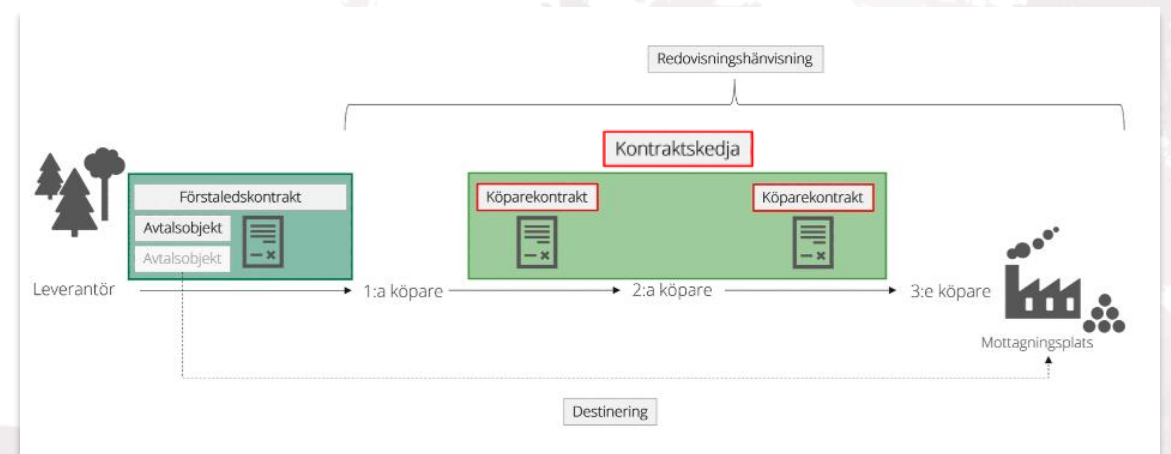 Redovisningshänvisning
Kontraktskedja
Förstaledskontrakt
Köparekontrakt
Köparekontrakt
Avtalsobjekt
Avtalsobjekt
Leverantör
1:a köpare
2:a köpare
3:e köpare
Mottagningsplats
Destinering